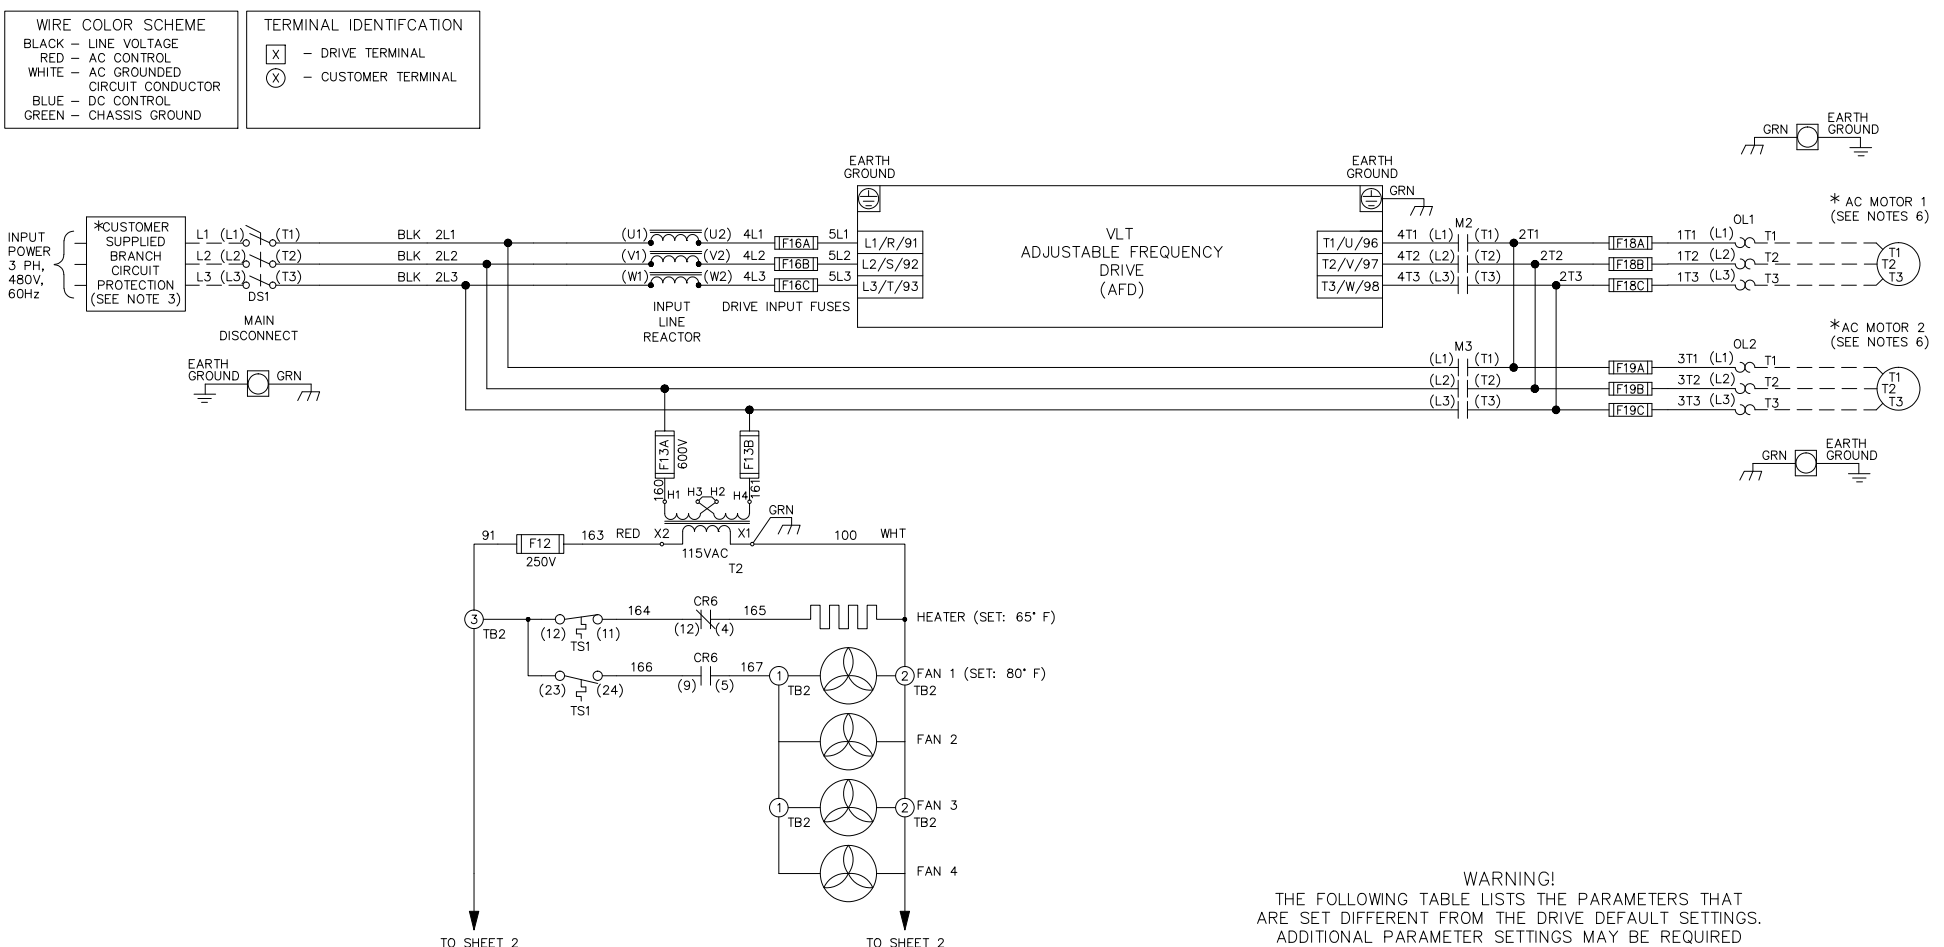 WIRE COLOR SCHEME
BLACK – LINE VOLTAGE
RED – AC CONTROL
WHITE – AC GROUNDED
CIRCUIT CONDUCTOR
BLUE – DC CONTROL
GREEN – CHASSIS GROUND
TERMINAL IDENTIFCATION
X – DRIVE TERMINAL
X – CUSTOMER TERMINAL
INPUT
POWER
3 PH,
480V,
60Hz
*CUSTOMER
SUPPLIED
BRANCH
CIRCUIT
PROTECTION
(SEE NOTE 3)
L1 (L1) (T1)
L2 (L2) (T2)
L3 (L3) (T3)
DS1
MAIN
DISCONNECT
EARTH
GROUND
GRN
BLK 2L1
BLK 2L2
BLK 2L3
(U1) (U2) 4L1 F16A 5L1
(V1) (V2) 4L2 F16B 5L2
(W1) (W2) 4L3 F16C 5L3
INPUT
LINE
REACTOR
DRIVE INPUT FUSES
EARTH
GROUND
L1/R/91
L2/S/92
L3/T/93
VLT
ADJUSTABLE FREQUENCY
DRIVE
(AFD)
EARTH
GROUND
GRN
T1/U/96
T2/V/97
T3/W/98
M2
4T1 (L1) (T1) 2T1
4T2 (L2) (T2) 2T2
4T3 (L3) (T3) 2T3
F18A
F18B
F18C
OL1
1T1 (L1) T1
1T2 (L2) T2
1T3 (L3) T3
GRN
EARTH
GROUND
* AC MOTOR 1
(SEE NOTES 6)
T1
T2
T3
M3
(L1) (T1)
(L2) (T2)
(L3) (T3)
F19A
F19B
F19C
OL2
3T1 (L1) T1
3T2 (L2) T2
3T3 (L3) T3
*AC MOTOR 2
(SEE NOTES 6)
T1
T2
T3
GRN
EARTH
GROUND
F13A
600V
F13B
160
161
H1 H3 H2 H4
GRN
91 F12 163 RED X2 X1 100 WHT
250V
115VAC
T2
3
TB2
(12) (11)
TS1
164
CR6
(12) (4)
165
HEATER (SET: 65° F)
(23) (24)
TS1
166
CR6
(9) (5)
167
1
TB2
2
TB2
FAN 1 (SET: 80° F)
FAN 2
1
TB2
2
TB2
FAN 3
FAN 4
TO SHEET 2
TO SHEET 2
WARNING!
THE FOLLOWING TABLE LISTS THE PARAMETERS THAT
ARE SET DIFFERENT FROM THE DRIVE DEFAULT SETTINGS.
ADDITIONAL PARAMETER SETTINGS MAY BE REQUIRED